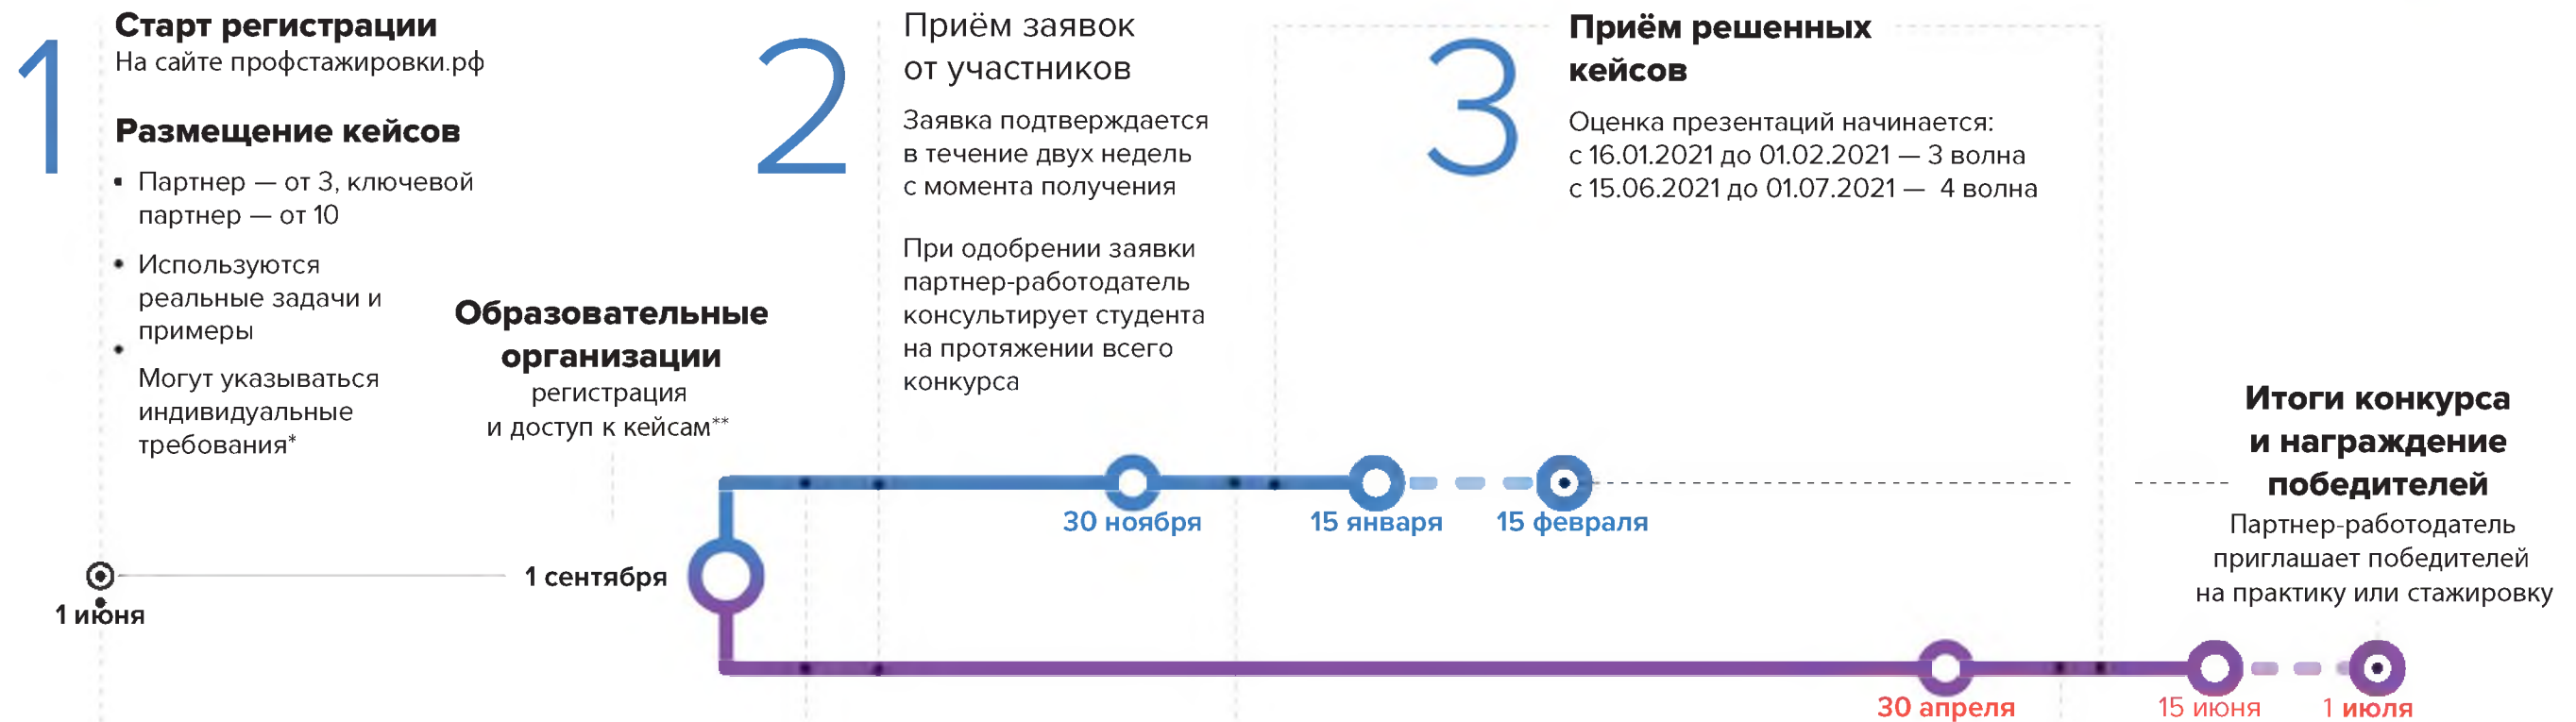 1
Старт регистрации
На сайте профстажировки.рф
Размещение кейсов
• Партнер — от 3, ключевой
партнер — от 10
• Используются
реальные задачи и
примеры
•
Могут указываться
индивидуальные
требования*
Образовательные
организации
регистрация
и доступ к кейсам**
2
Приём заявок
от участников
Заявка подтверждается
в течение двух недель
с момента получения
При одобрении заявки
партнер-работодатель
консультирует студента
на протяжении всего
конкурса
3
Приём решенных
кейсов
Оценка презентаций начинается:
с 16.01.2021 до 01.02.2021 — 3 волна
с 15.06.2021 до 01.07.2021 — 4 волна
Итоги конкурса
и награждение
победителей
Партнер-работодатель
приглашает победителей
на практику или стажировку
30 ноября
15 января
15 февраля
1 сентября
1 июня
30 апреля
15 июня
1 июля